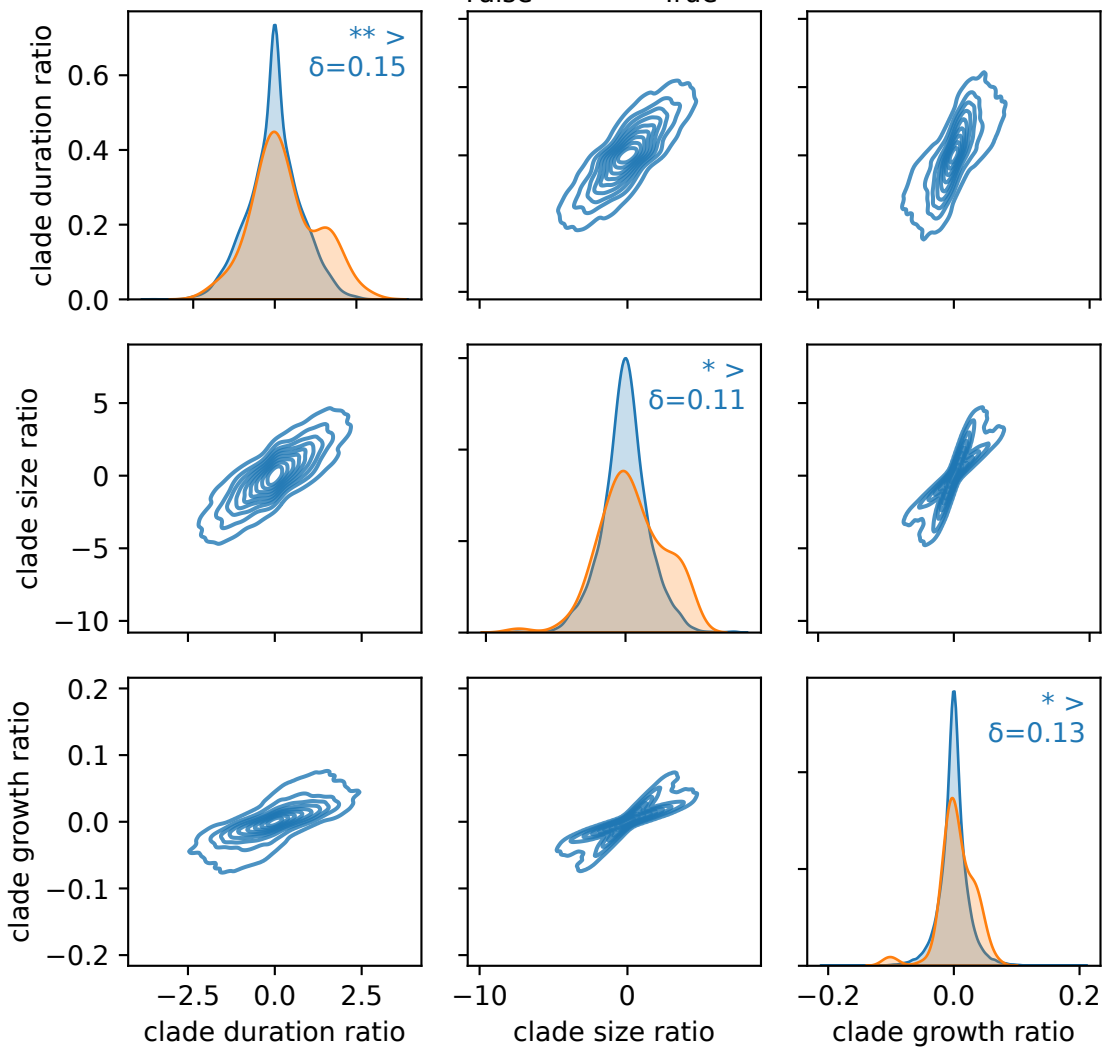 ** >
δ=0.15
clade duration ratio
0.6
0.4
0.2
0.0
* >
δ=0.11
clade size ratio
5
0
−5
−10
* >
δ=0.13
clade growth ratio
0.2
0.1
0.0
−0.1
−0.2
−2.5 0.0 2.5 −10 0 −0.2 0.0 0.2
clade duration ratio clade size ratio clade growth ratio